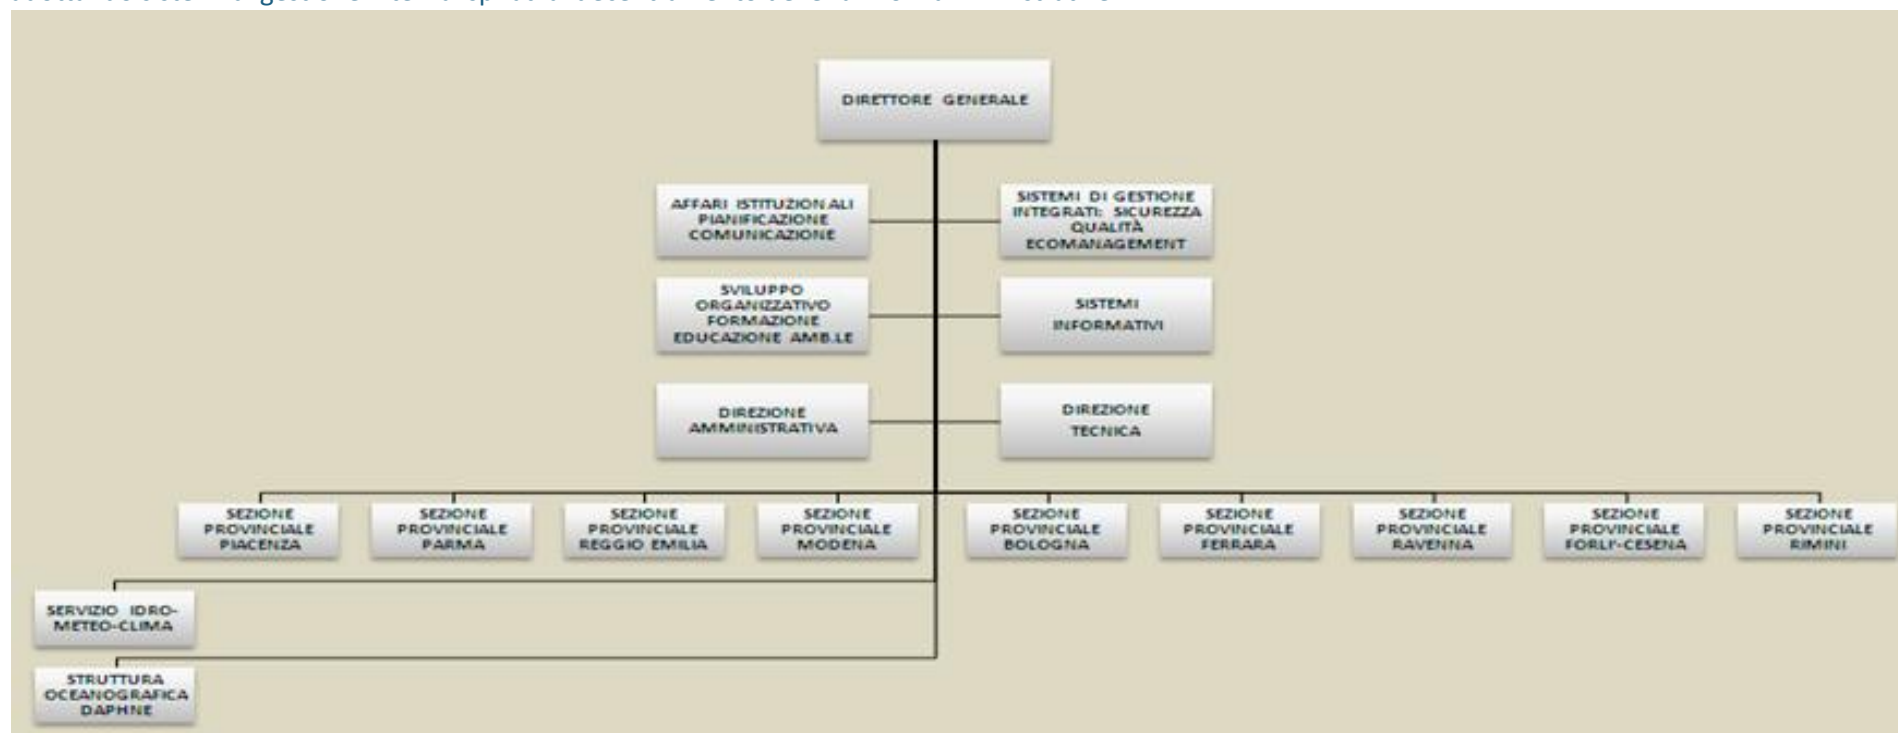 DIRETTORE GENERALE
AFFARI ISTITUZIONALI
PIANIFICAZIONE
COMUNICAZIONE
SISTEMI DI GESTIONE
INTEGRATI: SICUREZZA
QUALITÀ
ECOMANAGEMENT
SVILUPPO
ORGANIZZATIVO
FORMAZIONE
EDUCAZIONE AMB.LE
SISTEMI
INFORMATIVI
DIREZIONE
AMMINISTRATIVA
DIREZIONE
TECNICA
SEZIONE
PROVINCIALE
PIACENZA
SEZIONE
PROVINCIALE
PARMA
SEZIONE
PROVINCIALE
REGGIO EMILIA
SEZIONE
PROVINCIALE
MODENA
SEZIONE
PROVINCIALE
BOLOGNA
SEZIONE
PROVINCIALE
FERRARA
SEZIONE
PROVINCIALE
RAVENNA
SEZIONE
PROVINCIALE
FORLI'-CESENA
SEZIONE
PROVINCIALE
RIMINI
SERVIZIO IDRO-
METEO-CLIMA
STRUTTURA
OCEANOGRAFICA
DAPHNE